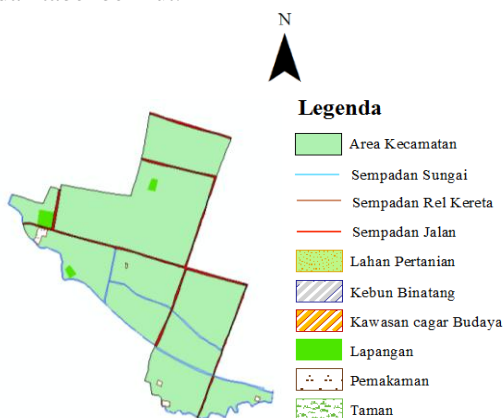 N
Legenda
Area Kecamatan
Sempadan Sungai
Sempadan Rel Kereta
Sempadan Jalan
Lahan Pertanian
Kebun Binatang
Kawasan cagar Budaya
Lapangan
Pemakaman
Taman